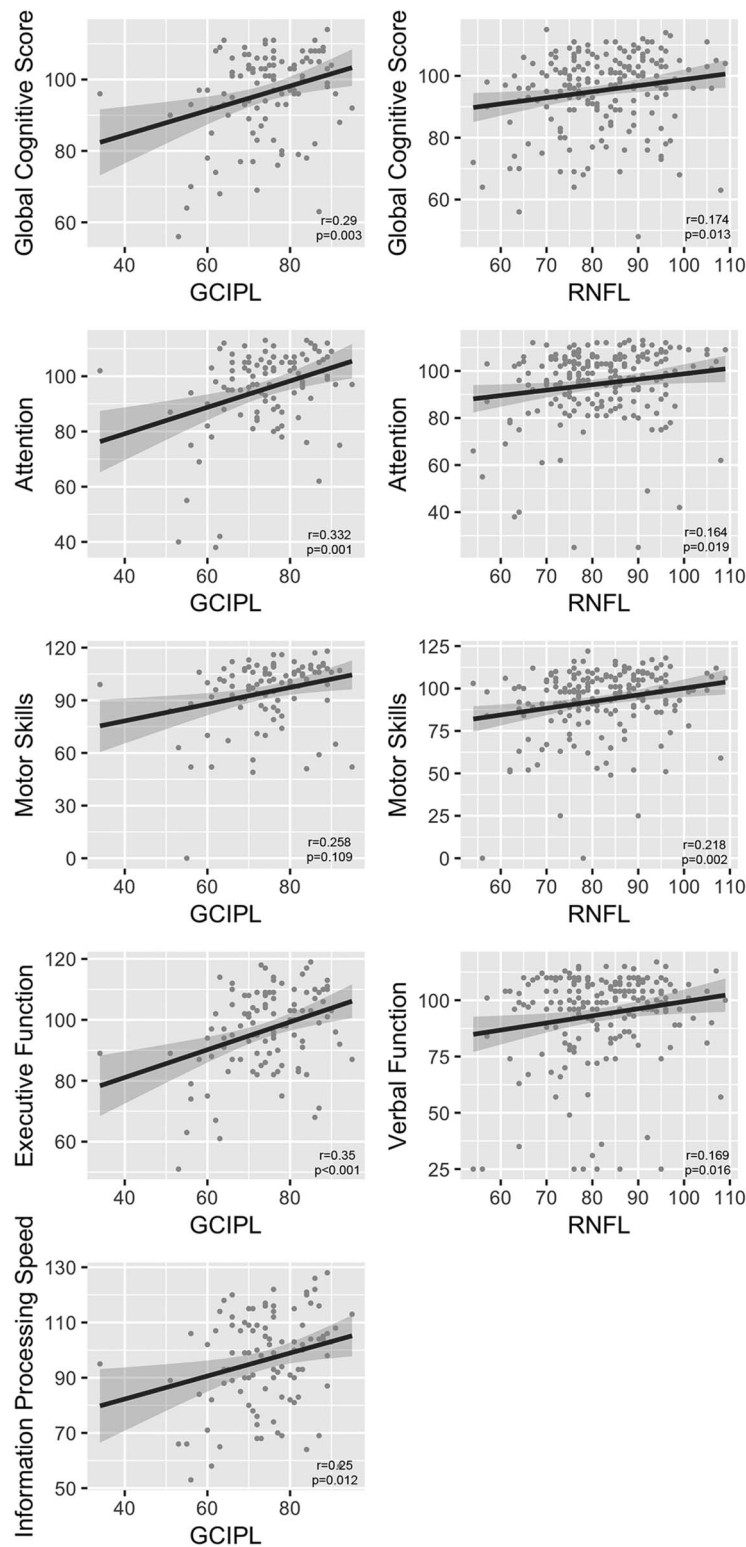 Global Cognitive Score
100
80
60
r=0.29
p=0.003
40 60 80
GCIPL
Global Cognitive Score
100
80
60
r=0.174
p=0.013
60 70 80 90 100 110
RNFL
Attention
100
80
60
40
r=0.332
p=0.001
40 60 80
GCIPL
Attention
100
80
60
40
r=0.164
p=0.019
60 70 80 90 100 110
RNFL
Motor Skills
120
90
60
30
0
r=0.258
p=0.109
40 60 80
GCIPL
Motor Skills
125
100
75
50
25
0
r=0.218
p=0.002
60 70 80 90 100 110
RNFL
Executive Function
120
100
80
60
r=0.35
p<0.001
40 60 80
GCIPL
Verbal Function
100
75
50
25
r=0.169
p=0.016
60 70 80 90 100 110
RNFL
Information Processing Speed
130
110
90
70
50
r=0.25
p=0.012
40 60 80
GCIPL